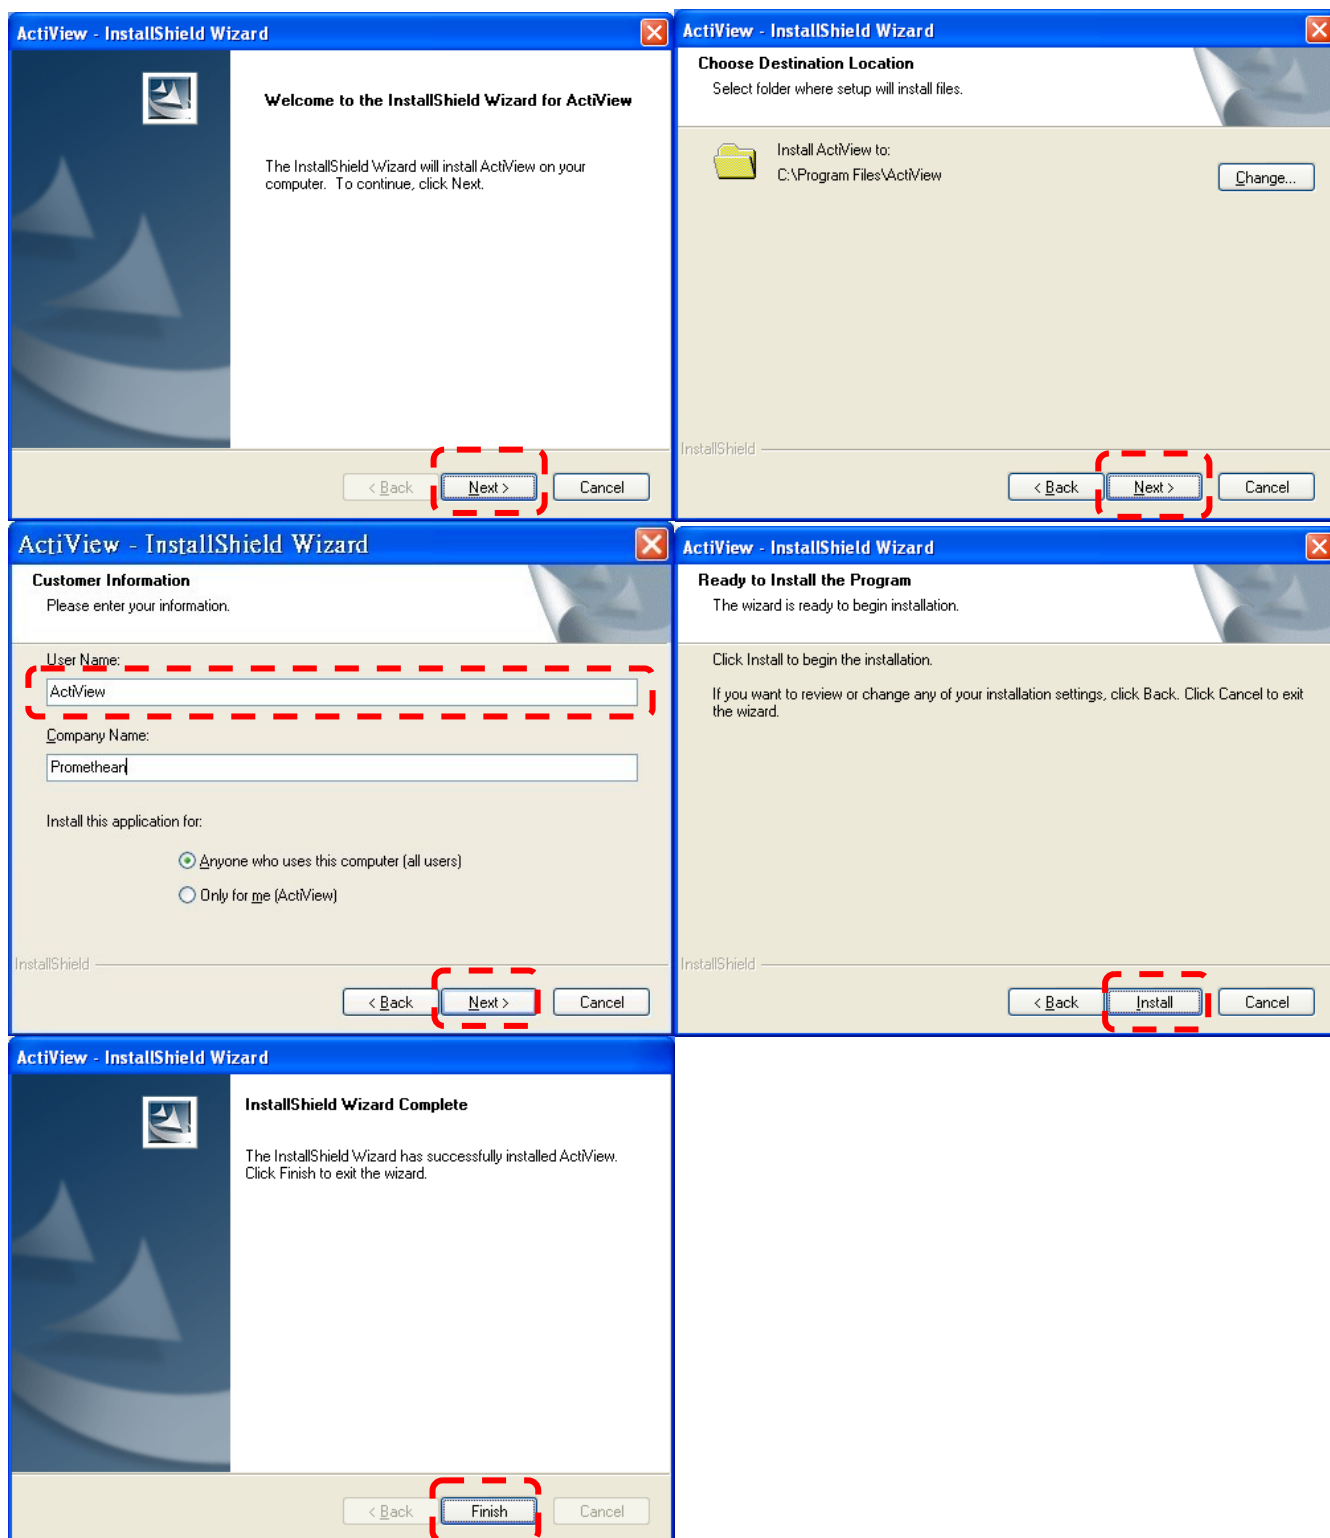 ActiView - InstallShield Wizard
Welcome to the InstallShield Wizard for ActiView
The InstallShield Wizard will install ActiView on your
computer. To continue, click Next.
< Back
Next >
Cancel
ActiView - InstallShield Wizard
Choose Destination Location
Select folder where setup will install files.
Install ActiView to:
C:\Program Files\ActiView
Change...
InstallShield
< Back
Next >
Cancel
ActiView - InstallShield Wizard
Customer Information
Please enter your information.
User Name:
ActiView
Company Name:
Promethean
Install this application for:
Anyone who uses this computer (all users)
Only for me (ActiView)
InstallShield
< Back
Next >
Cancel
ActiView - InstallShield Wizard
Ready to Install the Program
The wizard is ready to begin installation.
Click Install to begin the installation.
If you want to review or change any of your installation settings, click Back. Click Cancel to exit
the wizard.
InstallShield
< Back
Install
Cancel
ActiView - InstallShield Wizard
InstallShield Wizard Complete
The InstallShield Wizard has successfully installed ActiView.
Click Finish to exit the wizard.
< Back
Finish
Cancel